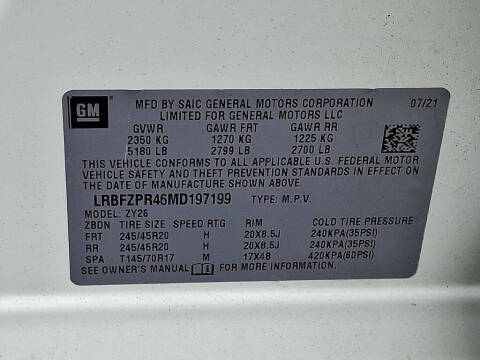 GM
MFD BY SAIC GENERAL MOTORS CORPORATION 07/21
LIMITED FOR GENERAL MOTORS LLC
GVWR GAWR FRT GAWR RR
2350 KG 1270 KG 1225 KG
5180 LB 2799 LB 2700 LB
THIS VEHICLE CONFORMS TO ALL APPLICABLE U.S. FEDERAL MOTOR
VEHICLE SAFETY AND THEFT PREVENTION STANDARDS IN EFFECT ON
THE DATE OF MANUFACTURE SHOWN ABOVE.
LRBFZPR46MD197199 TYPE: M.P.V.
MODEL: ZY26
ZBDN TIRE SIZE SPEED RTG RIM COLD TIRE PRESSURE
FRT 245/45R20 H 20X8.5J 240KPA(35PSI)
RR 245/45R20 H 20X8.5J 240KPA(35PSI)
SPA T145/70R17 M 17X4B 420KPA(60PSI)
SEE OWNER'S MANUAL FOR MORE INFORMATION.